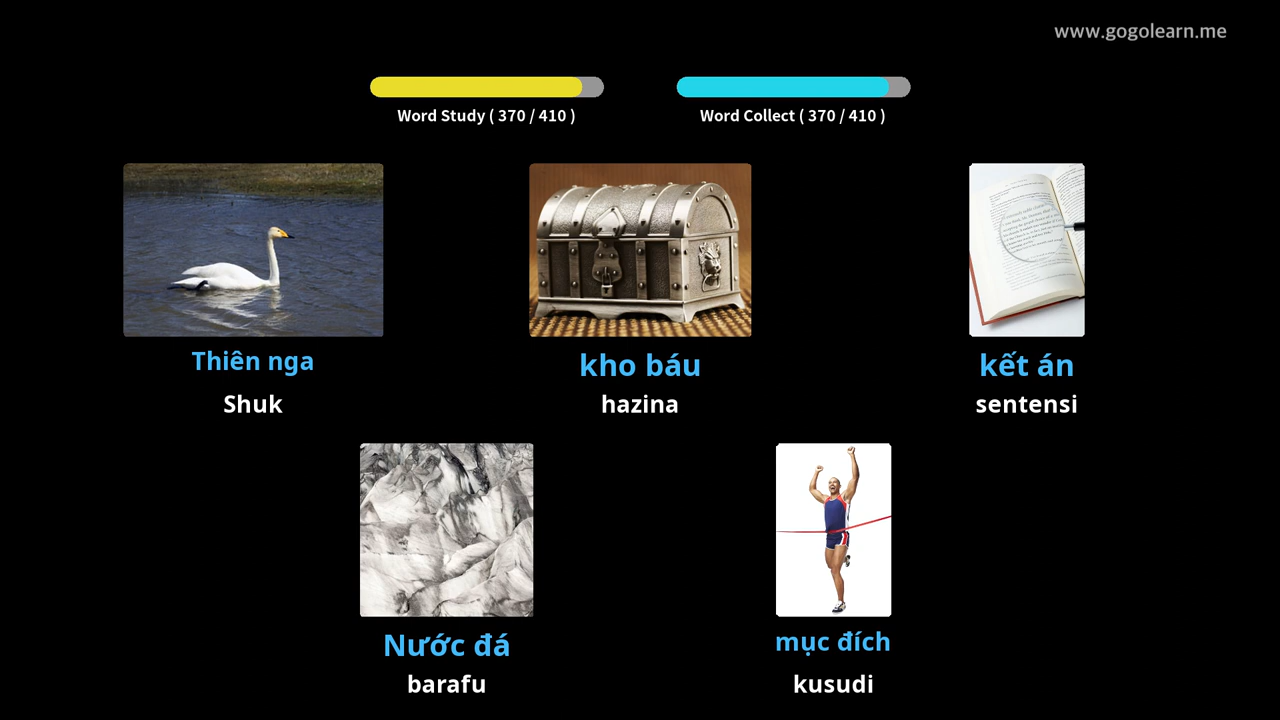 www.gogolearn.me
Word Study ( 370 / 410 )
Word Collect ( 370 / 410 )
Thiên nga
Shuk
kho báu
hazina
kết án
sentensi
Nước đá
barafu
mục đích
kusudi